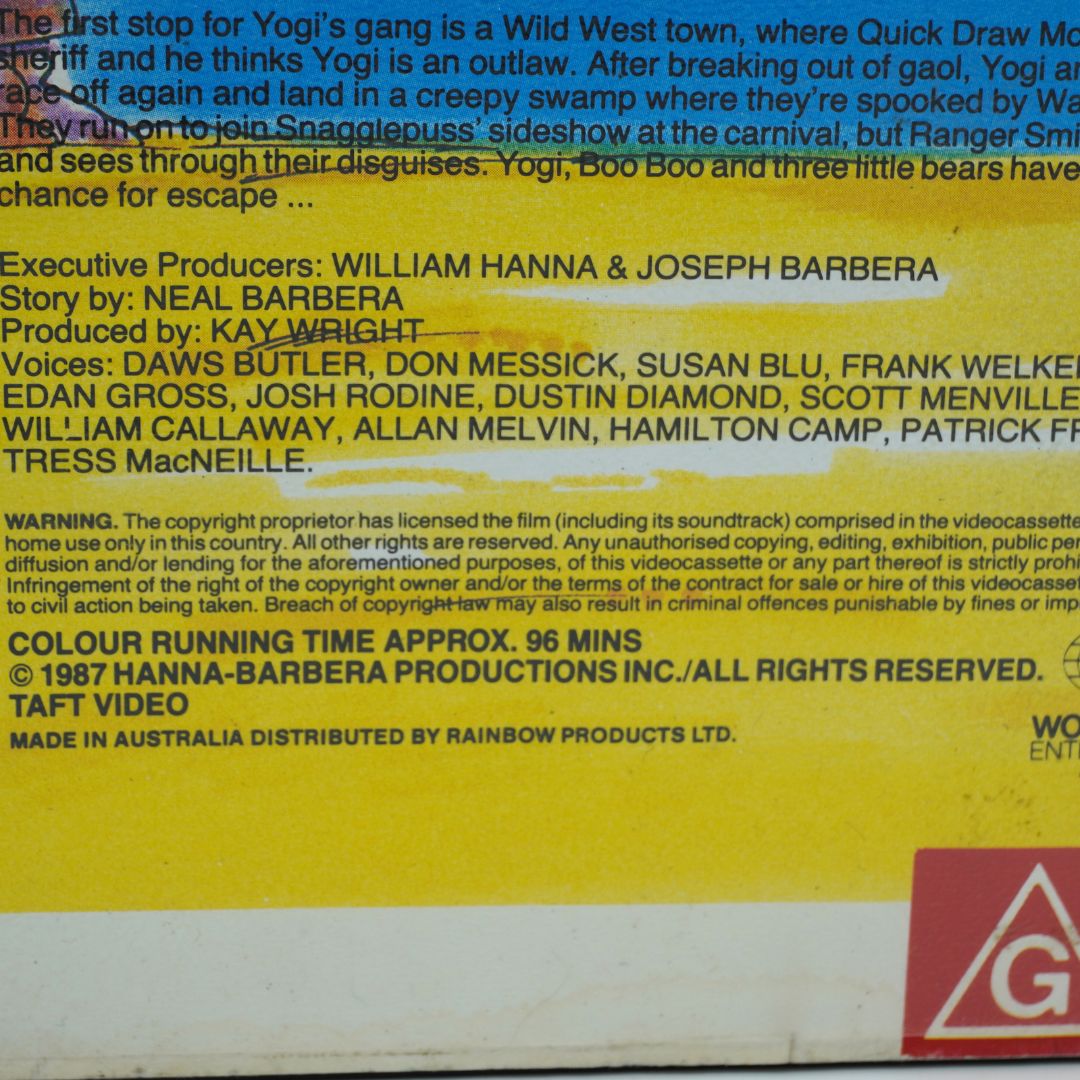 The first stop for Yogi's gang is a Wild West town, where Quick Draw Mc
sheriff and he thinks Yogi is an outlaw. After breaking out of gaol, Yogi
race off again and land in a creepy swamp where they're spooked by
They run on to join Snagglepuss' sideshow at the carnival, but Ranger
and sees through their disguises. Yogi, Boo Boo and three little bears have
chance for escape ...
Executive Producers: WILLIAM HANNA & JOSEPH BARBERA
Story by: NEAL BARBERA
Produced by: KAY WRIGHT
Voices: DAWS BUTLER, DON MESSICK, SUSAN BLU, FRANK
EDAN GROSS, JOSH RODINE, DUSTIN DIAMOND, SCOTT MENVILLE
WILLIAM CALLAWAY, ALLAN MELVIN, HAMILTON CAMP, PATRICK
TRESS MacNEILLE.
WARNING. The copyright proprietor has licensed the film (including its soundtrack) comprised in the videocassette
home use only in this country. All other rights are reserved. Any unauthorised copying, editing, exhibition, public
diffusion and/or lending for the aforementioned purposes, of this videocassette or any part thereof is strictly
Infringement of the right of the copyright owner and/or the terms of the contract for sale or hire of this
to civil action being taken. Breach of copyright law may also result in criminal offences punishable by fines or
COLOUR RUNNING TIME APPROX. 96 MINS
© 1987 HANNA-BARBERA PRODUCTIONS INC./ALL RIGHTS RESERVED.
TAFT VIDEO
MADE IN AUSTRALIA DISTRIBUTED BY RAINBOW PRODUCTS LTD.
G